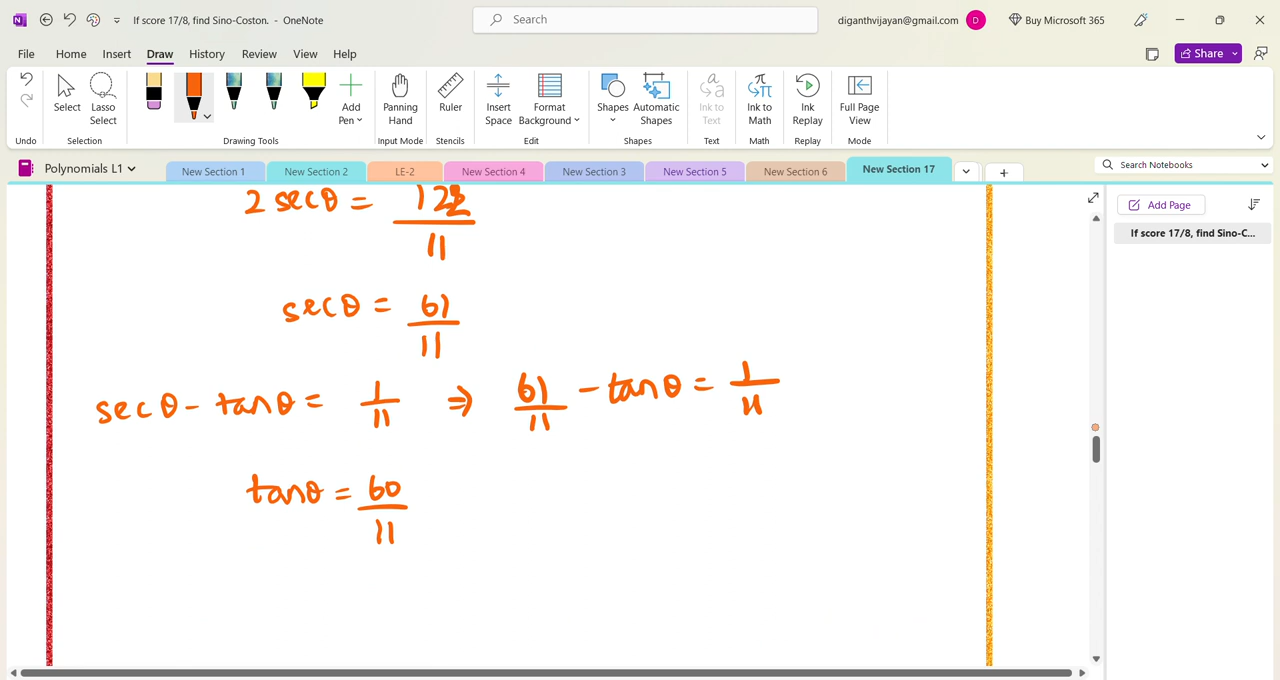 If score 17/8, find Sino-Coston. - OneNote
Search
diganthvijayan@gmail.com D Buy Microsoft 365
File Home Insert Draw History Review View Help Share
Undo Select Lasso Select Add Pen Panning Hand Ruler Insert Space Format Background Shapes Automatic Shapes Ink to Text Ink to Math Ink Replay Full Page View
Undo Selection Drawing Tools Input Mode Stencils Edit Shapes Text Math Replay Mode
Polynomials L1 New Section 1 New Section 2 LE-2 New Section 4 New Section 3 New Section 5 New Section 6 New Section 17 + Search Notebooks
Add Page
If score 17/8, find Sino-C...
2 secθ = 122/11
secθ = 61/11
secθ - tanθ = 1/11 ⇒ 61/11 - tanθ = 1/11
tanθ = 60/11